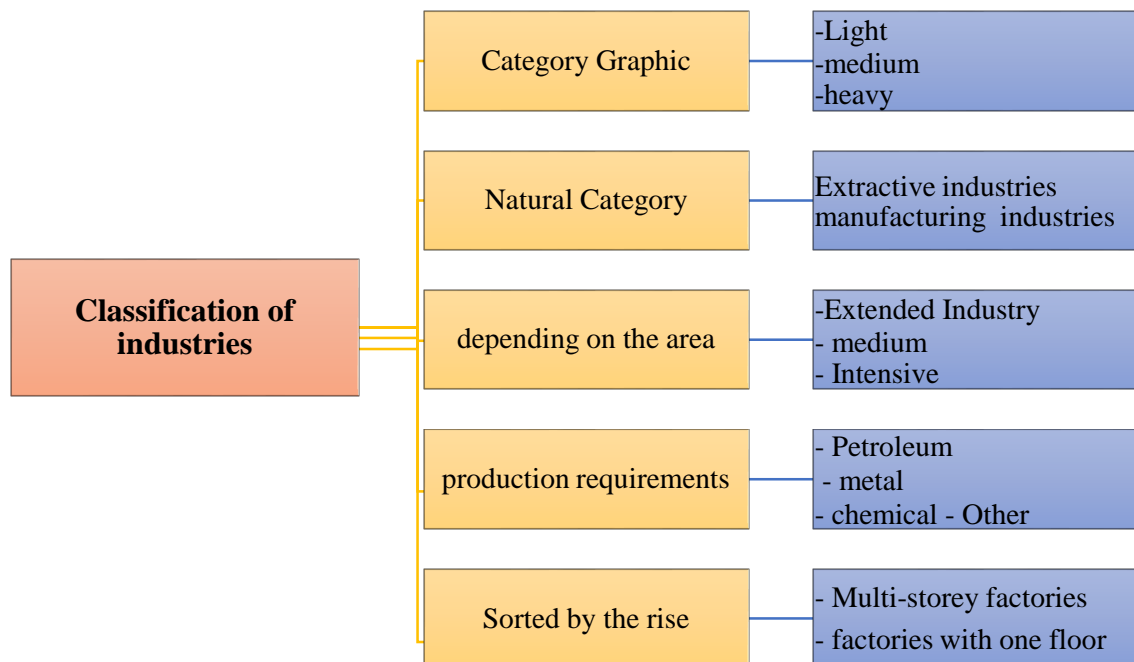 Classification of
industries
Category Graphic
-Light
-medium
-heavy
Natural Category
Extractive industries
manufacturing industries
depending on the area
-Extended Industry
- medium
- Intensive
production requirements
- Petroleum
- metal
- chemical - Other
Sorted by the rise
- Multi-storey factories
- factories with one floor